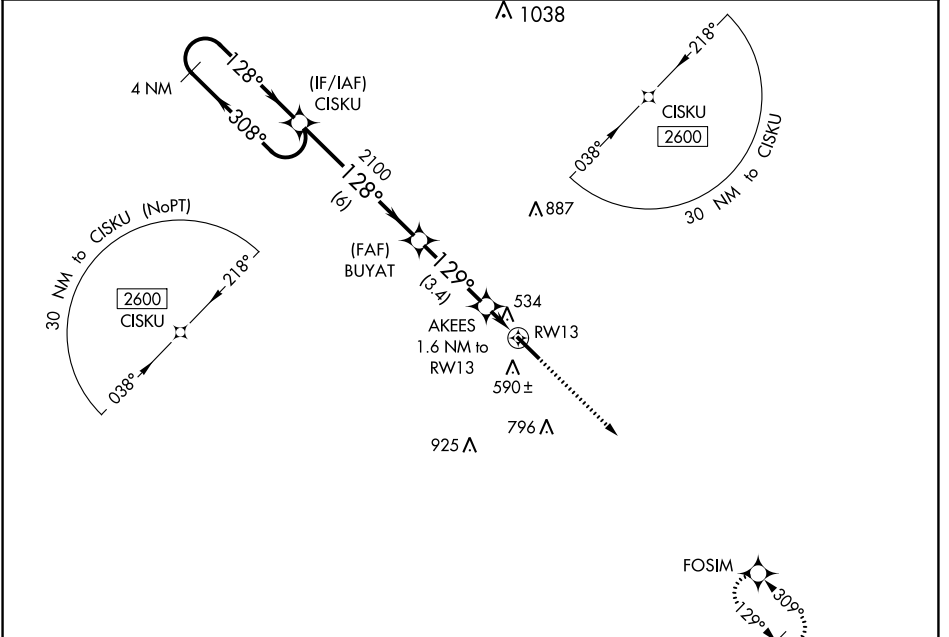 1038
218°
CISKU
2600
038°
30 NM to CISKU
4 NM
128°
308°
(IF/IAF)
CISKU
2100
128°
(6)
887
30 NM to CISKU (NoPT)
218°
2600
CISKU
038°
(FAF)
BUYAT
129°
(3.4)
534
AKEES
1.6 NM to
RW13
RW13
590±
796
925
FOSIM
309°
129°